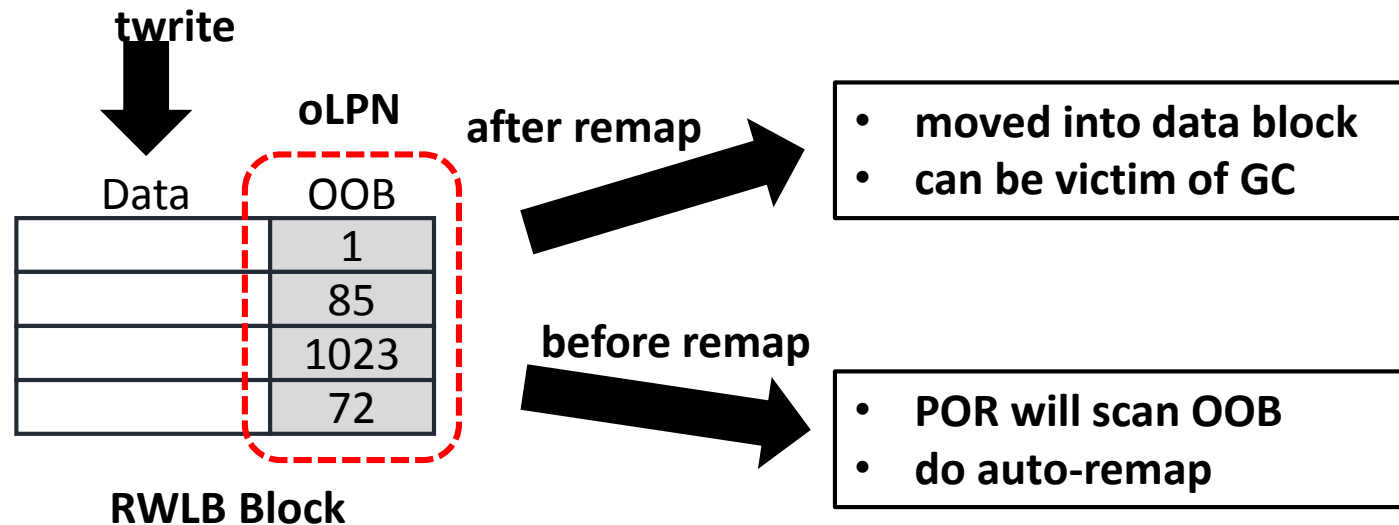 twrite
oLPN
Data OOB
1
85
1023
72
RWLB Block
after remap
• moved into data block
• can be victim of GC
before remap
• POR will scan OOB
• do auto-remap